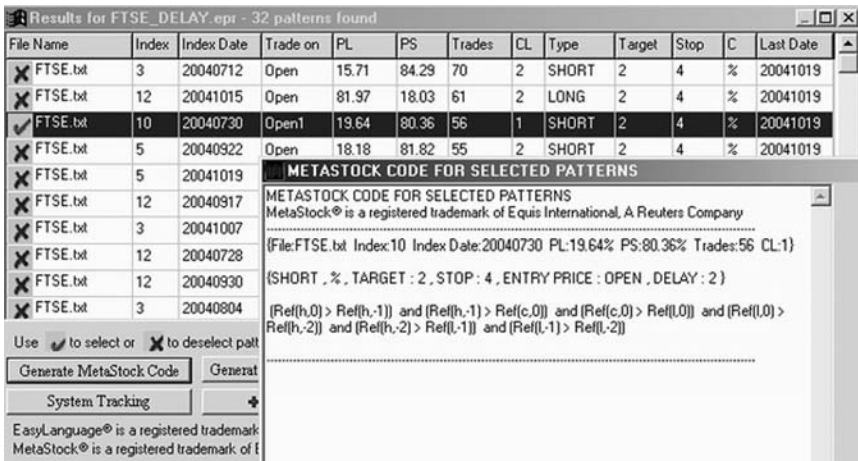 Results for FTSE_DELAY.epr - 32 patterns found
File Name Index Index Date Trade on PL PS Trades CL Type Target Stop C Last Date
FTSE.txt 3 20040712 Open 15.71 84.29 70 2 SHORT 2 4 % 20041019
FTSE.txt 12 20041015 Open 81.97 18.03 61 2 LONG 2 4 % 20041019
FTSE.txt 10 20040730 Open1 19.64 80.36 56 1 SHORT 2 4 % 20041019
FTSE.txt 5 20040922 Open 18.18 81.82 55 2 SHORT 2 4 % 20041019
FTSE.txt 5 20041019
FTSE.txt 12 20040917
FTSE.txt 3 20041007
FTSE.txt 12 20040728
FTSE.txt 12 20040930
FTSE.txt 3 20040804
Use to select or to deselect patt
Generate MetaStock Code Generat
System Tracking
EasyLanguage® is a registered trademark
MetaStock® is a registered trademark of E
METASTOCK CODE FOR SELECTED PATTERNS
METASTOCK CODE FOR SELECTED PATTERNS
MetaStock® is a registered trademark of Equis International, A Reuters Company
{File:FTSE.txt Index:10 Index Date:20040730 PL:19.64% PS:80.36% Trades:56 CL:1}
{SHORT , % , TARGET : 2 , STOP : 4 , ENTRY PRICE : OPEN , DELAY : 2 }
(Ref(h,0) > Ref(h,-1)) and (Ref(h,-1) > Ref(c,0)) and (Ref(c,0) > Ref(l,0)) and (Ref(l,0) >
Ref(h,-2)) and (Ref(h,-2) > Ref(l,-1)) and (Ref(l,-1) > Ref(l,-2))